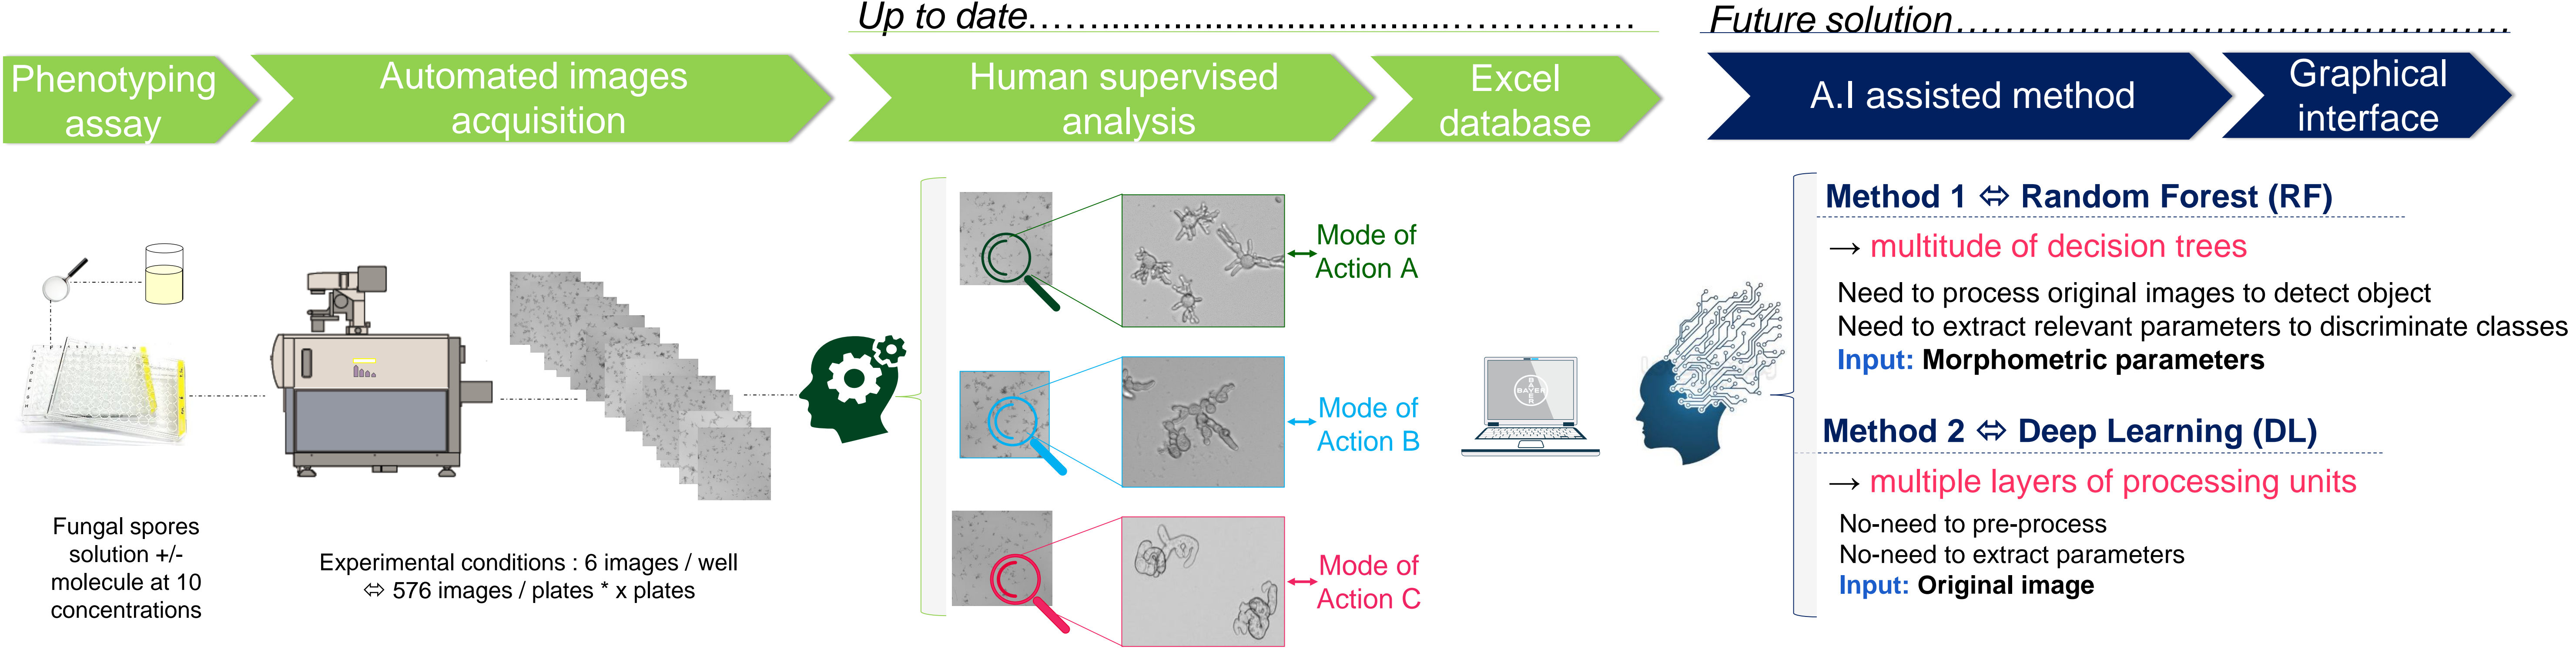 Up to date…………………………………………………
Future solution…………………………………………
Phenotyping
assay
Automated images
acquisition
Human supervised
analysis
Excel
database
A.I assisted method
Graphical
interface
Fungal spores
solution +/-
molecule at 10
concentrations
Experimental conditions : 6 images / well
⇔ 576 images / plates * x plates
Mode of
Action A
Mode of
Action B
Mode of
Action C
BAYER
BAYER
Method 1 ⇔ Random Forest (RF)
→ multitude of decision trees
Need to process original images to detect object
Need to extract relevant parameters to discriminate classes
Input: Morphometric parameters
Method 2 ⇔ Deep Learning (DL)
→ multiple layers of processing units
No-need to pre-process
No-need to extract parameters
Input: Original image